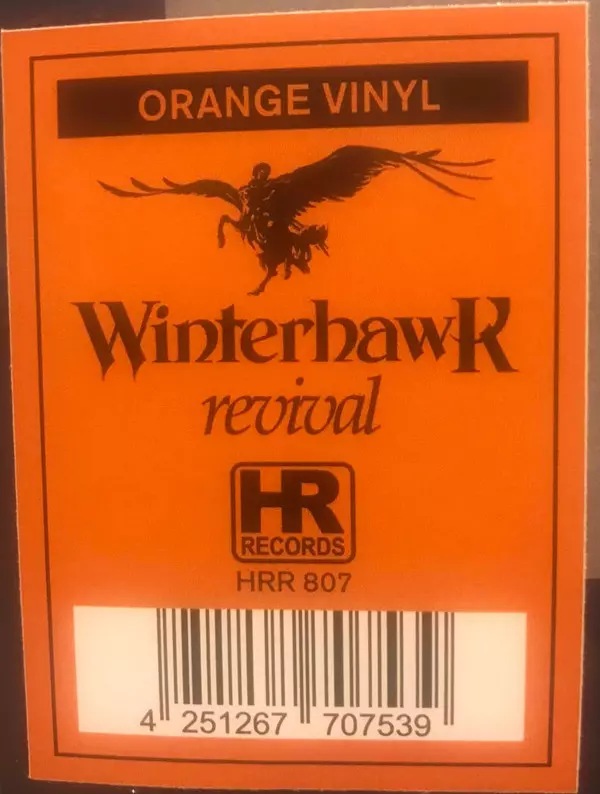 ORANGE VINYL
Winterhawk
revival
HR
RECORDS
HRR 807
4 251267 707539